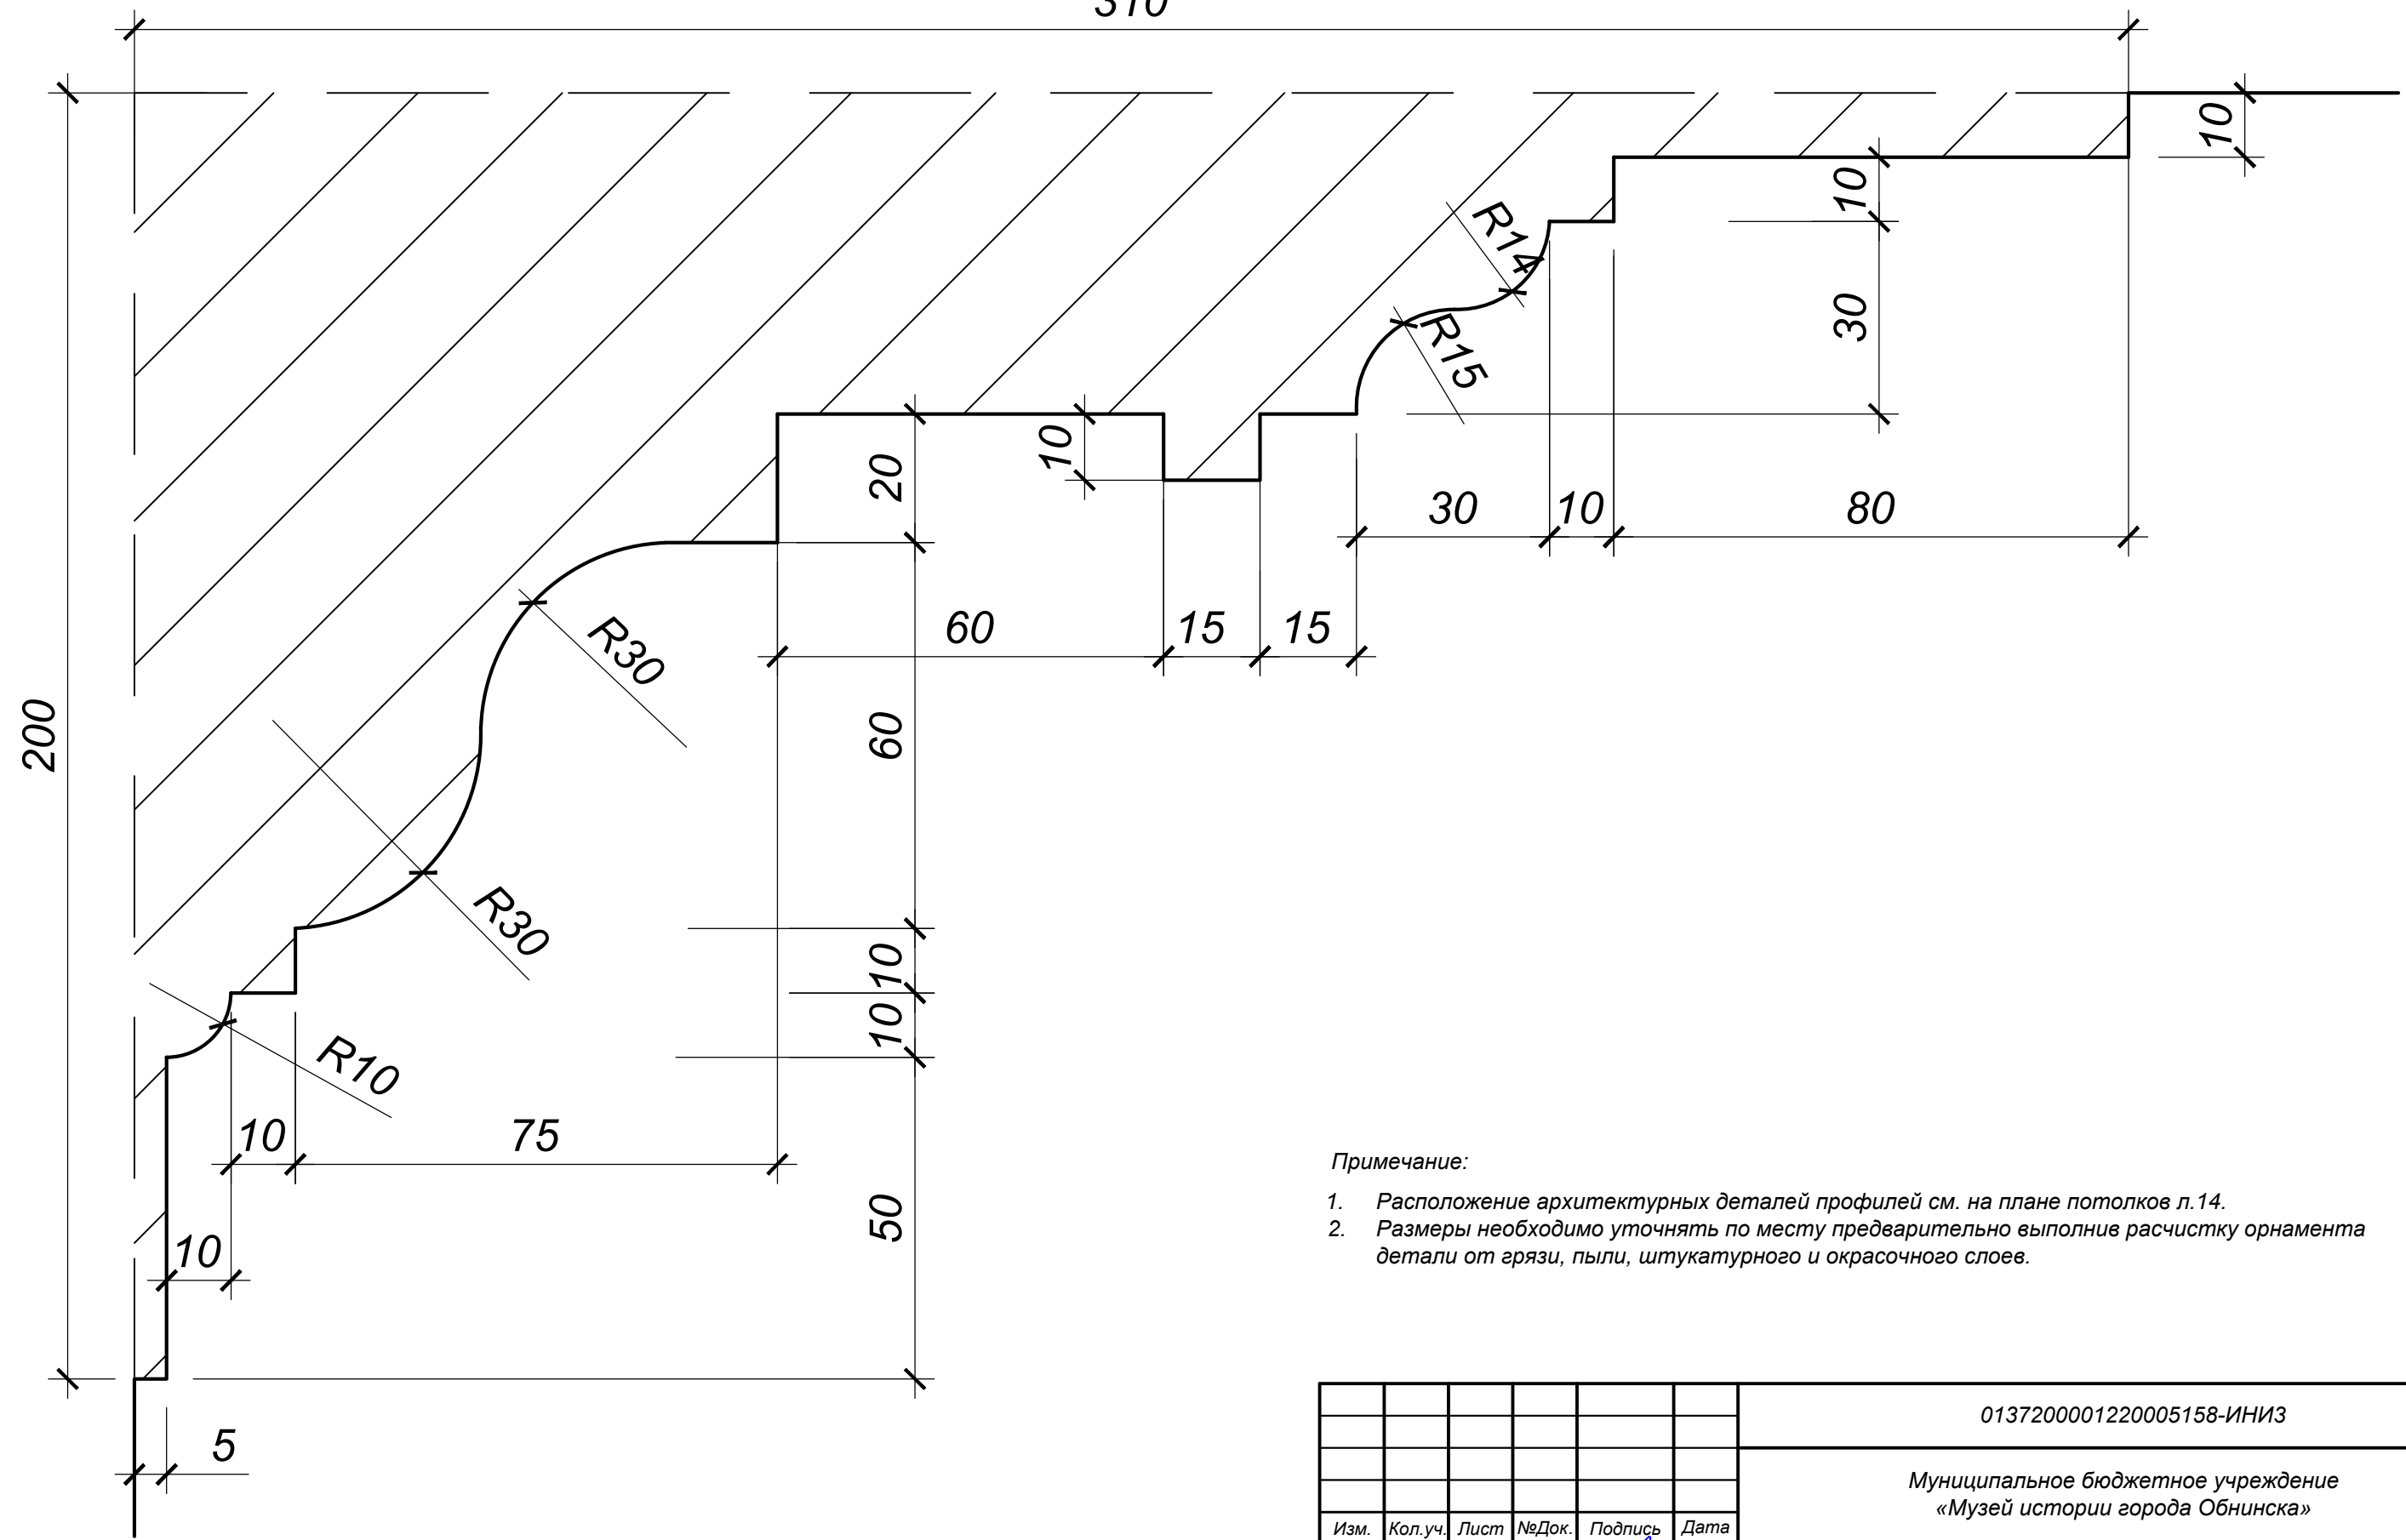 310
10
10
R14
30
R15
20
10
30
10
80
60
15
15
R30
200
60
R30
10
10
R10
10
75
50
10
5
Примечание:
1. Расположение архитектурных деталей профилей см. на плане потолков л.14.
2. Размеры необходимо уточнять по месту предварительно выполнив расчистку орнамента
детали от грязи, пыли, штукатурного и окрасочного слоев.
0137200001220005158-ИНИ3
Муниципальное бюджетное учреждение
«Музей истории города Обнинска»
Изм. Кол.уч. Лист №Док. Подпись Дата